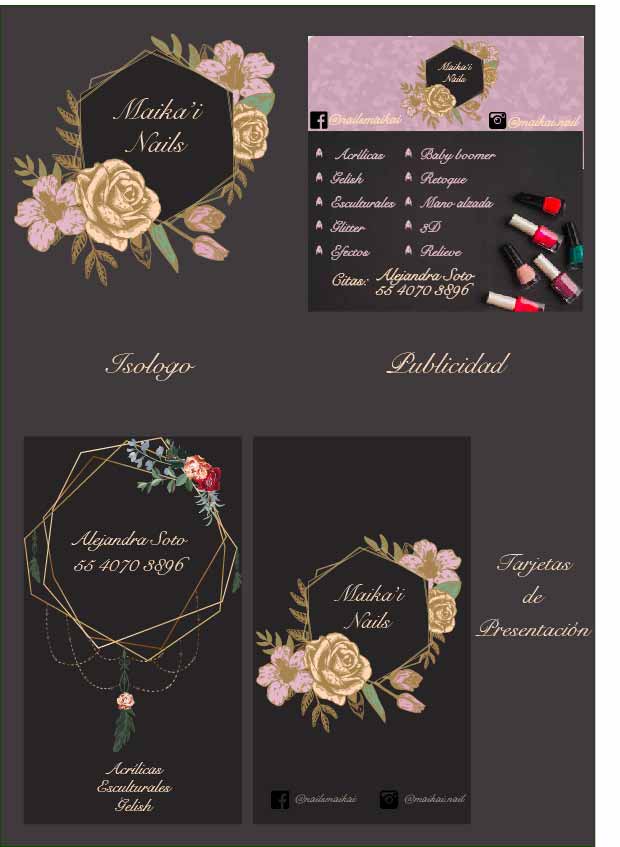 Maika'i
Nails
Maika'i
Nails
@nailsmaikai
@maikai.nail
Acrílicas
Baby boomer
Gelish
Retoque
Esculturales
Mano alzada
Glitter
3D
Efectos
Relieve
Citas: Alejandra Soto
55 4070 3896
Isologo
Publicidad
Alejandra Soto
55 4070 3896
Acrílicas
Esculturales
Gelish
Maika'i
Nails
@nailsmaikai
@maikai.nail
Tarjetas
de
Presentación